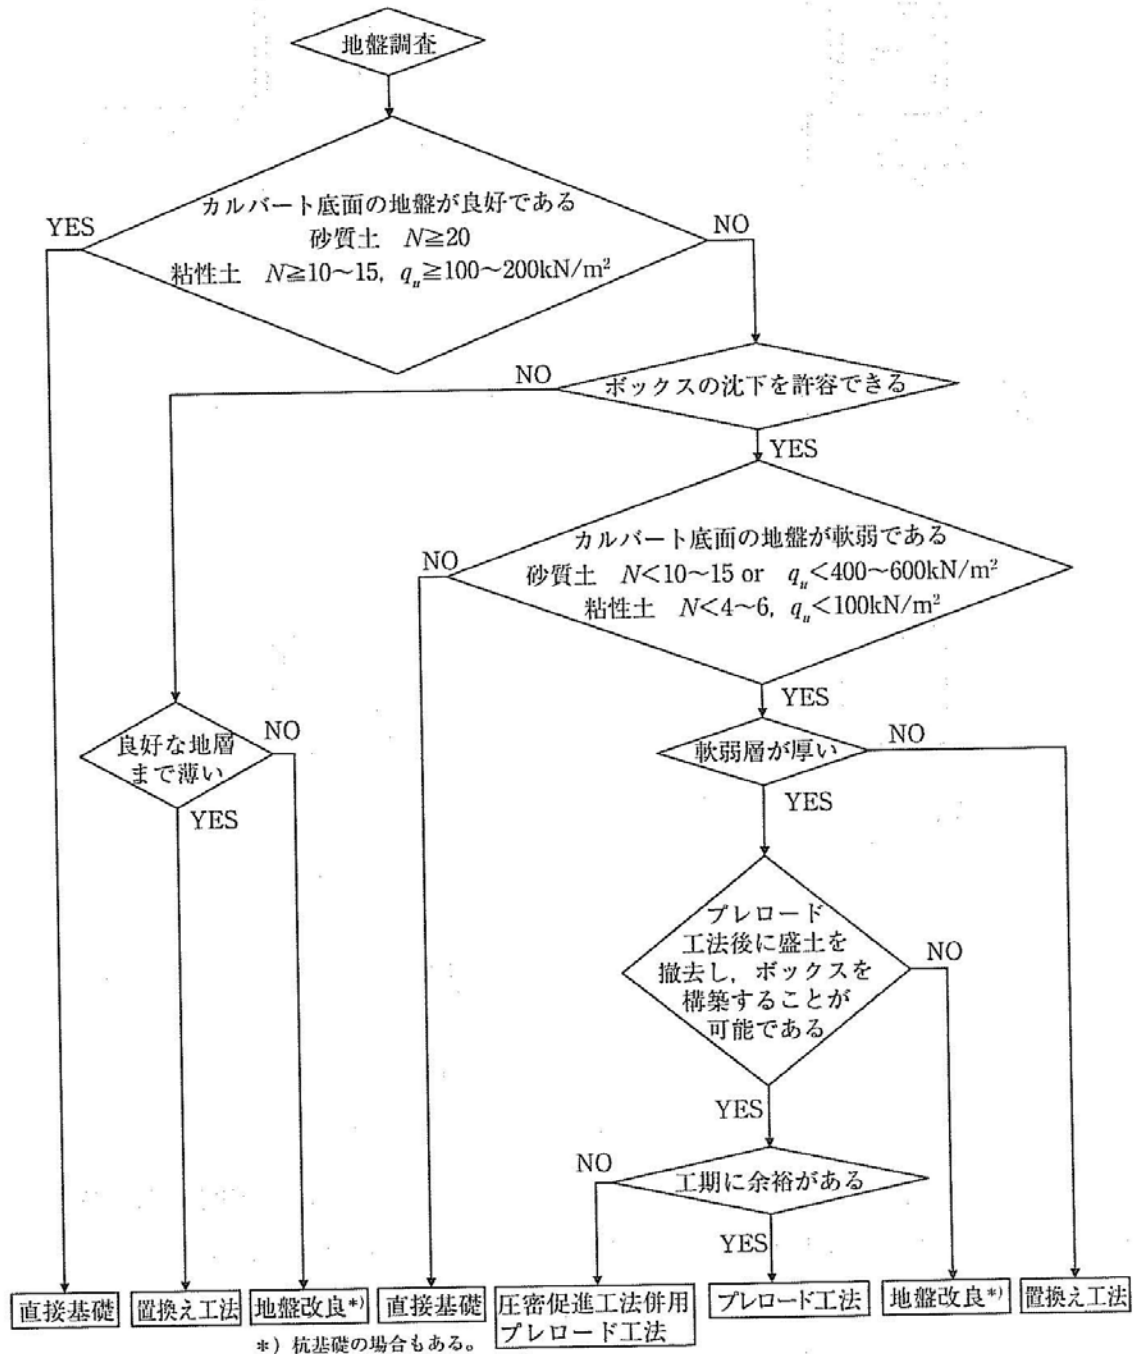 地盤調査
カルバート底面の地盤が良好である
砂質土 N≧20
粘性土 N≧10〜15, qu≧100〜200kN/m²
YES
NO
ボックスの沈下を許容できる
NO
YES
カルバート底面の地盤が軟弱である
砂質土 N<10〜15 or qu<400〜600kN/m²
粘性土 N<4〜6, qu<100kN/m²
NO
YES
良好な地層
まで薄い
NO
YES
軟弱層が厚い
NO
YES
プレロード
工法後に盛土を
撤去し，ボックスを
構築することが
可能である
NO
YES
工期に余裕がある
NO
YES
直接基礎
置換え工法
地盤改良*)
直接基礎
圧密促進工法併用
プレロード工法
プレロード工法
地盤改良*)
置換え工法
*) 杭基礎の場合もある。